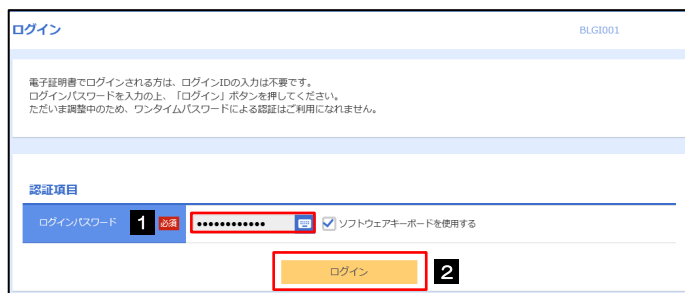 ログイン
BLGI001
電子証明書でログインされる方は、ログインIDの入力は不要です。
ログインパスワードを入力の上、「ログイン」ボタンを押してください。
ただいま調整中のため、ワンタイムパスワードによる認証はご利用になれません。
認証項目
ログインパスワード 1 必須 •••••••••••• ソフトウェアキーボードを使用する
ログイン 2